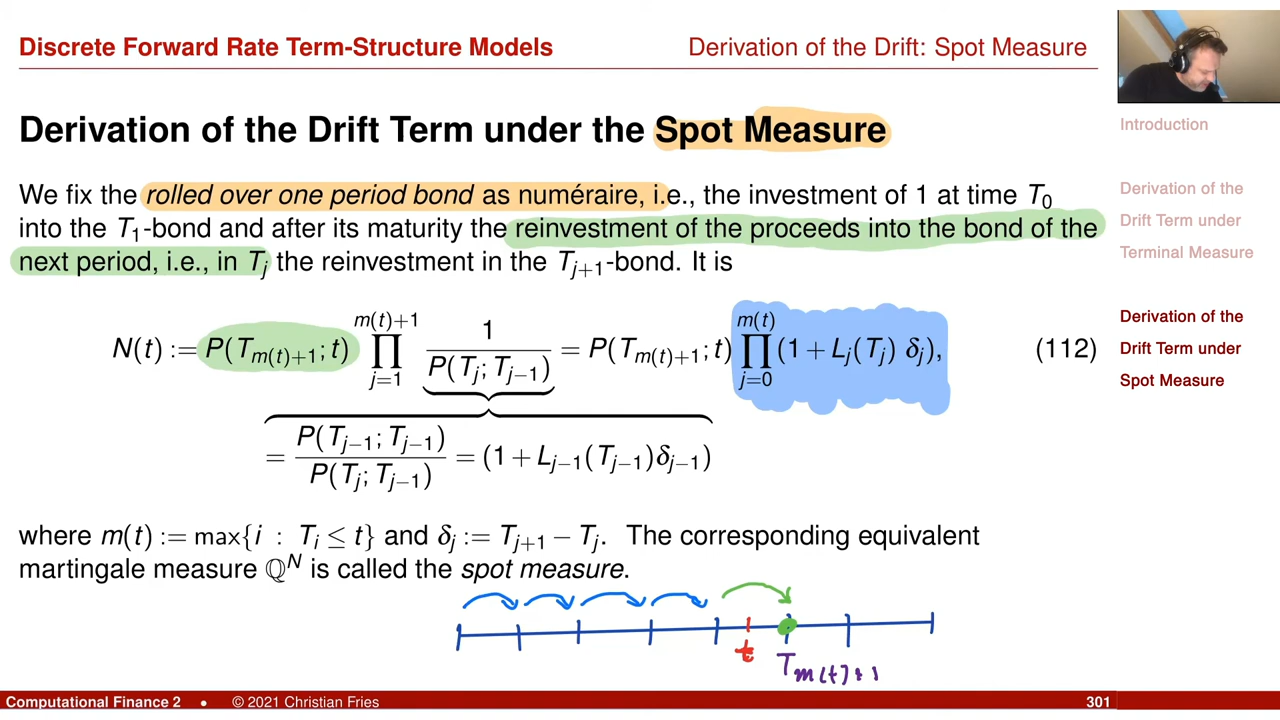 Discrete Forward Rate Term-Structure Models
Derivation of the Drift: Spot Measure
Derivation of the Drift Term under the Spot Measure
We fix the rolled over one period bond as numéraire, i.e., the investment of 1 at time T_0
into the T_1-bond and after its maturity the reinvestment of the proceeds into the bond of the
next period, i.e., in T_j the reinvestment in the T_{j+1}-bond. It is
N(t) := P(T_{m(t)+1}; t) ∏_{j=1}^{m(t)+1} 1 / P(T_j; T_{j−1}) = P(T_{m(t)+1}; t) ∏_{j=0}^{m(t)} (1 + L_j(T_j) δ_j), (112)
= P(T_{j−1}; T_{j−1}) / P(T_j; T_{j−1}) = (1 + L_{j−1}(T_{j−1})δ_{j−1})
where m(t) := max{i : T_i ≤ t} and δ_j := T_{j+1} − T_j. The corresponding equivalent
martingale measure ℚ^N is called the spot measure.
t T_{m(t)+1}
Introduction
Derivation of the
Drift Term under
Terminal Measure
Derivation of the
Drift Term under
Spot Measure
Computational Finance 2 • © 2021 Christian Fries 301